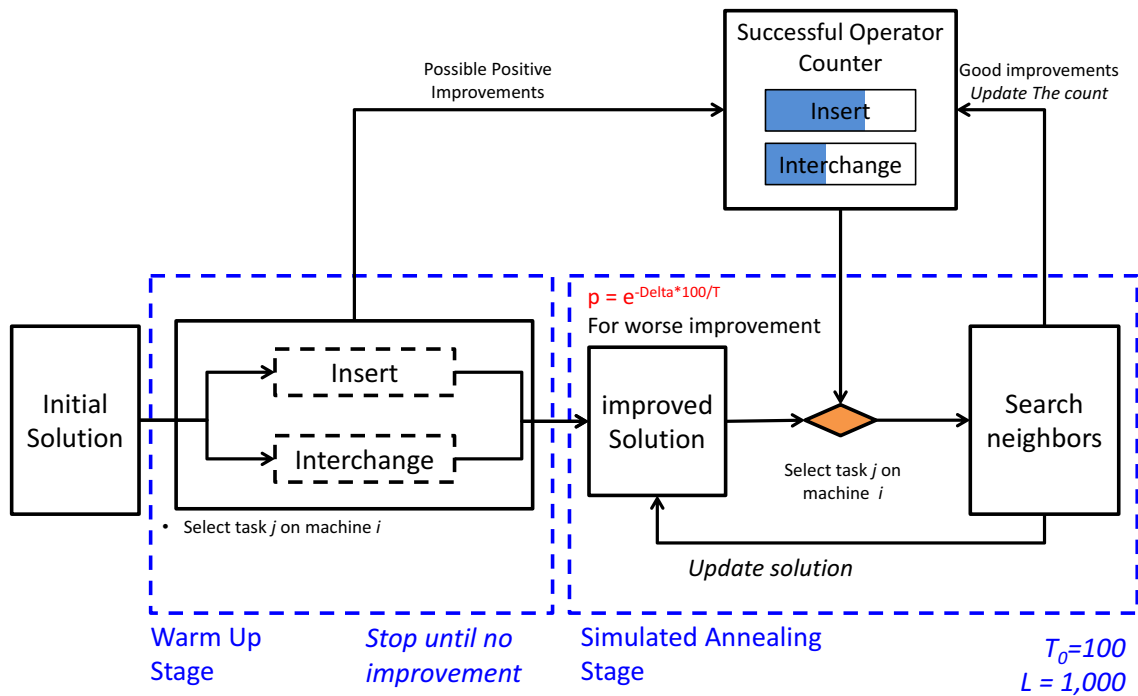 Successful Operator
Counter
Insert
Interchange
Possible Positive
Improvements
Good improvements
Update The count
Initial
Solution
Insert
Interchange
• Select task j on machine i
Warm Up
Stage
Stop until no
improvement
p = e^-Delta*100/T
For worse improvement
improved
Solution
Select task j on
machine i
Search
neighbors
Update solution
Simulated Annealing
Stage
T₀=100
L = 1,000